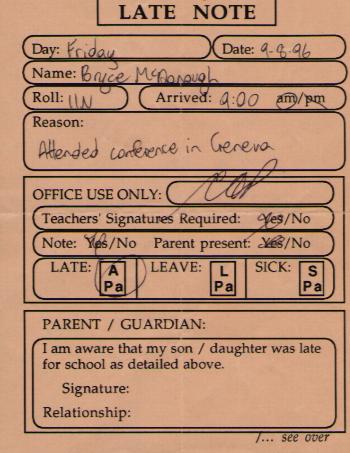 LATE NOTE
Day: Friday Date: 9-8-96
Name: Bryce McDonough
Roll: 11N Arrived: 9:00 am/pm
Reason:
Attended conference in Geneva
OFFICE USE ONLY:
Teachers' Signatures Required: Yes/No
Note: Yes/No Parent present: Yes/No
LATE: A Pa LEAVE: L Pa SICK: S Pa
PARENT / GUARDIAN:
I am aware that my son / daughter was late
for school as detailed above.
Signature:
Relationship:
/... see over